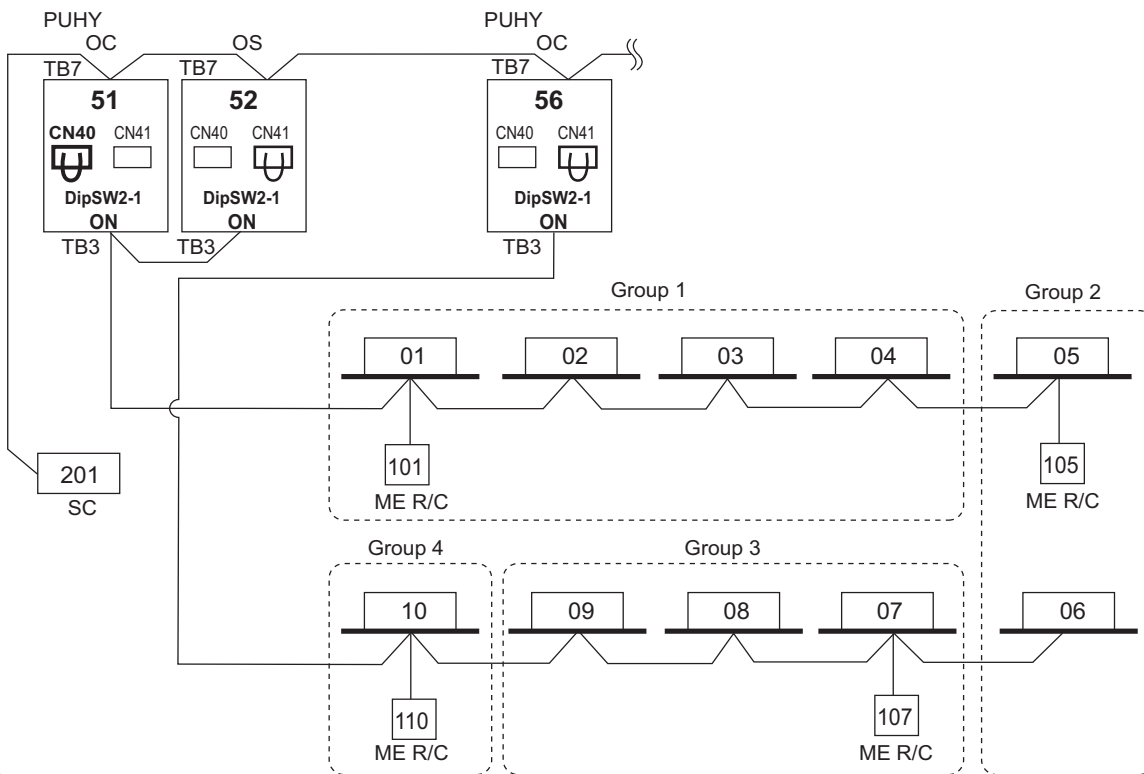 PUHY
PUHY
OC
OS
OC
TB7
TB7
TB7
51
52
56
CN40 CN41
CN40 CN41
CN40 CN41
DipSW2-1
DipSW2-1
DipSW2-1
ON
ON
ON
TB3
TB3
TB3
Group 1
Group 2
01
02
03
04
05
201
SC
101
ME R/C
105
ME R/C
Group 4
Group 3
10
09
08
07
06
110
ME R/C
107
ME R/C